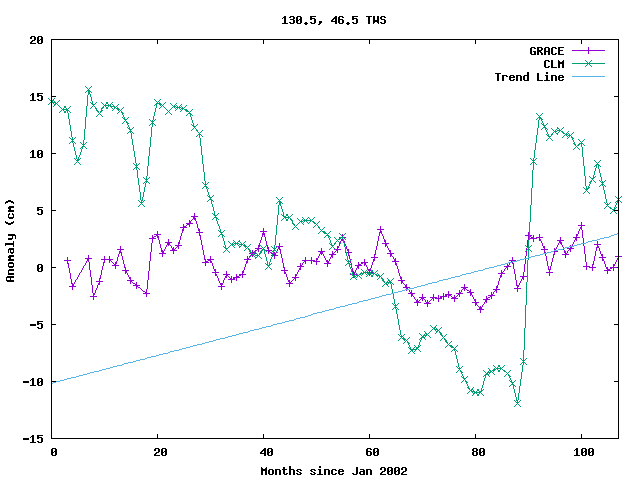 130.5, 46.5 TWS
GRACE
CLM
Trend Line
20
15
10
5
0
-5
-10
-15
Anomaly (cm)
0 20 40 60 80 100
Months since Jan 2002